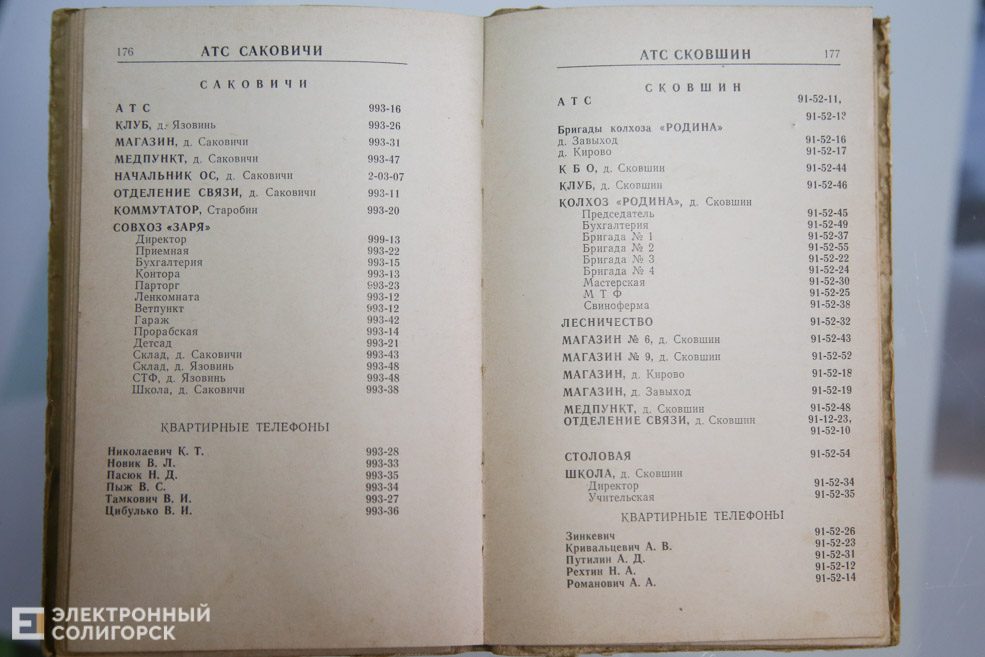 176 АТС САКОВИЧИ
САКОВИЧИ
АТС 993-16
КЛУБ, д. Язовинь 993-26
МАГАЗИН, д. Саковичи 993-31
МЕДПУНКТ, д. Саковичи 993-47
НАЧАЛЬНИК ОС, д. Саковичи 2-03-07
ОТДЕЛЕНИЕ СВЯЗИ, д. Саковичи 993-11
КОММУТАТОР, Старобин 993-20
СОВХОЗ «ЗАРЯ»
Директор 999-13
Приемная 993-22
Бухгалтерия 993-15
Контора 993-13
Парторг 993-23
Ленкомната 993-12
Ветпункт 993-12
Гараж 993-42
Прорабская 993-14
Детсад 993-21
Склад, д. Саковичи 993-43
Склад, д. Язовинь 993-48
СТФ, д. Язовинь 993-48
Школа, д. Саковичи 993-38
КВАРТИРНЫЕ ТЕЛЕФОНЫ
Николаевич К. Т. 993-28
Новик В. Л. 993-33
Пасюк Н. Д. 993-35
Пыж В. С. 993-34
Тамкович В. И. 993-27
Цибулько В. И. 993-36
АТС СКОВШИН 177
СКОВШИН
АТС 91-52-11,
91-52-13
Бригады колхоза «РОДИНА»
д. Завыход 91-52-16
д. Кирово 91-52-17
К Б О, д. Сковшин 91-52-44
КЛУБ, д. Сковшин 91-52-46
КОЛХОЗ «РОДИНА», д. Сковшин
Председатель 91-52-45
Бухгалтерия 91-52-49
Бригада № 1 91-52-37
Бригада № 2 91-52-55
Бригада № 3 91-52-22
Бригада № 4 91-52-24
Мастерская 91-52-30
М Т Ф 91-52-25
Свиноферма 91-52-38
ЛЕСНИЧЕСТВО 91-52-32
МАГАЗИН № 6, д. Сковшин 91-52-43
МАГАЗИН № 9, д. Сковшин 91-52-52
МАГАЗИН, д. Кирово 91-52-18
МАГАЗИН, д. Завыход 91-52-19
МЕДПУНКТ, д. Сковшин 91-52-48
ОТДЕЛЕНИЕ СВЯЗИ, д. Сковшин 91-12-23,
91-52-10
СТОЛОВАЯ 91-52-54
ШКОЛА, д. Сковшин
Директор 91-52-34
Учительская 91-52-35
КВАРТИРНЫЕ ТЕЛЕФОНЫ
Зинкевич 91-52-26
Кривальцевич А. В. 91-52-23
Путилин А. Д. 91-52-31
Рехтин Н. А. 91-52-12
Романович А. А. 91-52-14
ЭЛЕКТРОННЫЙ
СОЛИГОРСК